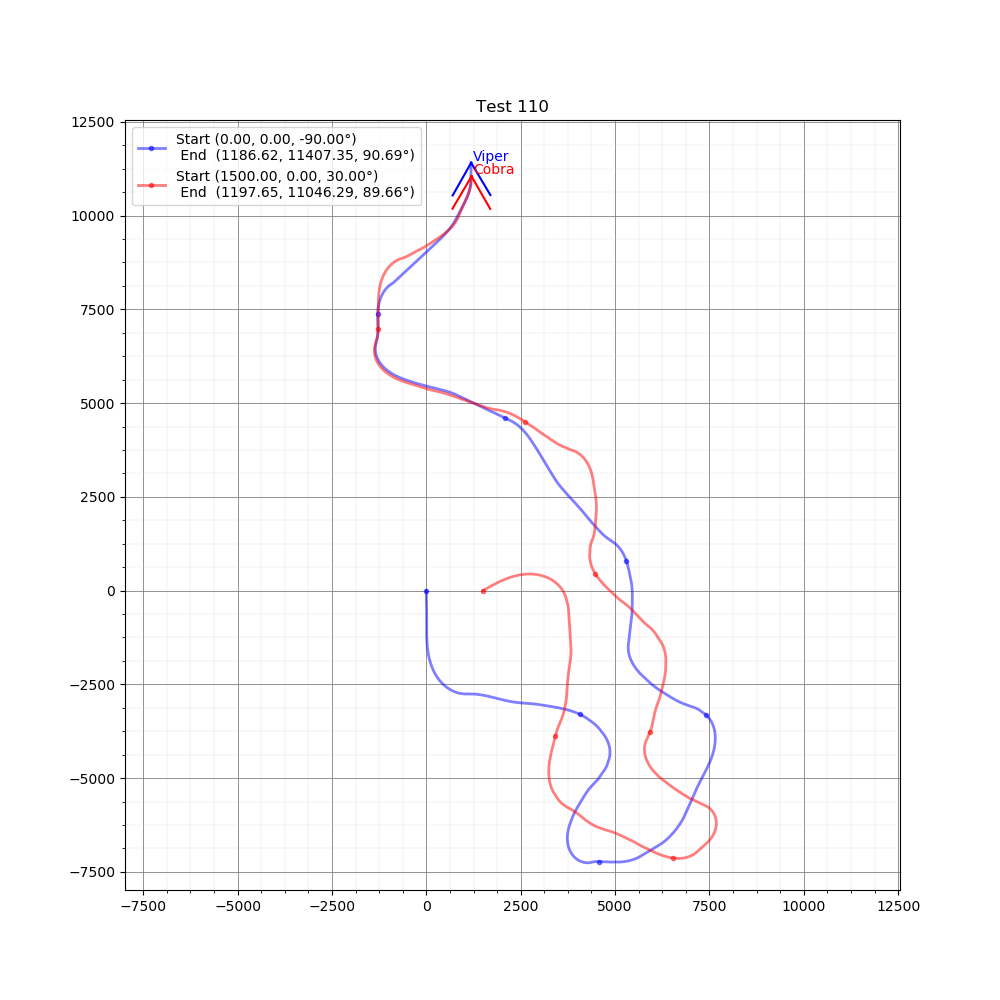 Test 110
12500
10000
7500
5000
2500
0
−2500
−5000
−7500
Start (0.00, 0.00, -90.00°)
End  (1186.62, 11407.35, 90.69°)
Start (1500.00, 0.00, 30.00°)
End  (1197.65, 11046.29, 89.66°)
Viper
Cobra
−7500 −5000 −2500 0 2500 5000 7500 10000 12500